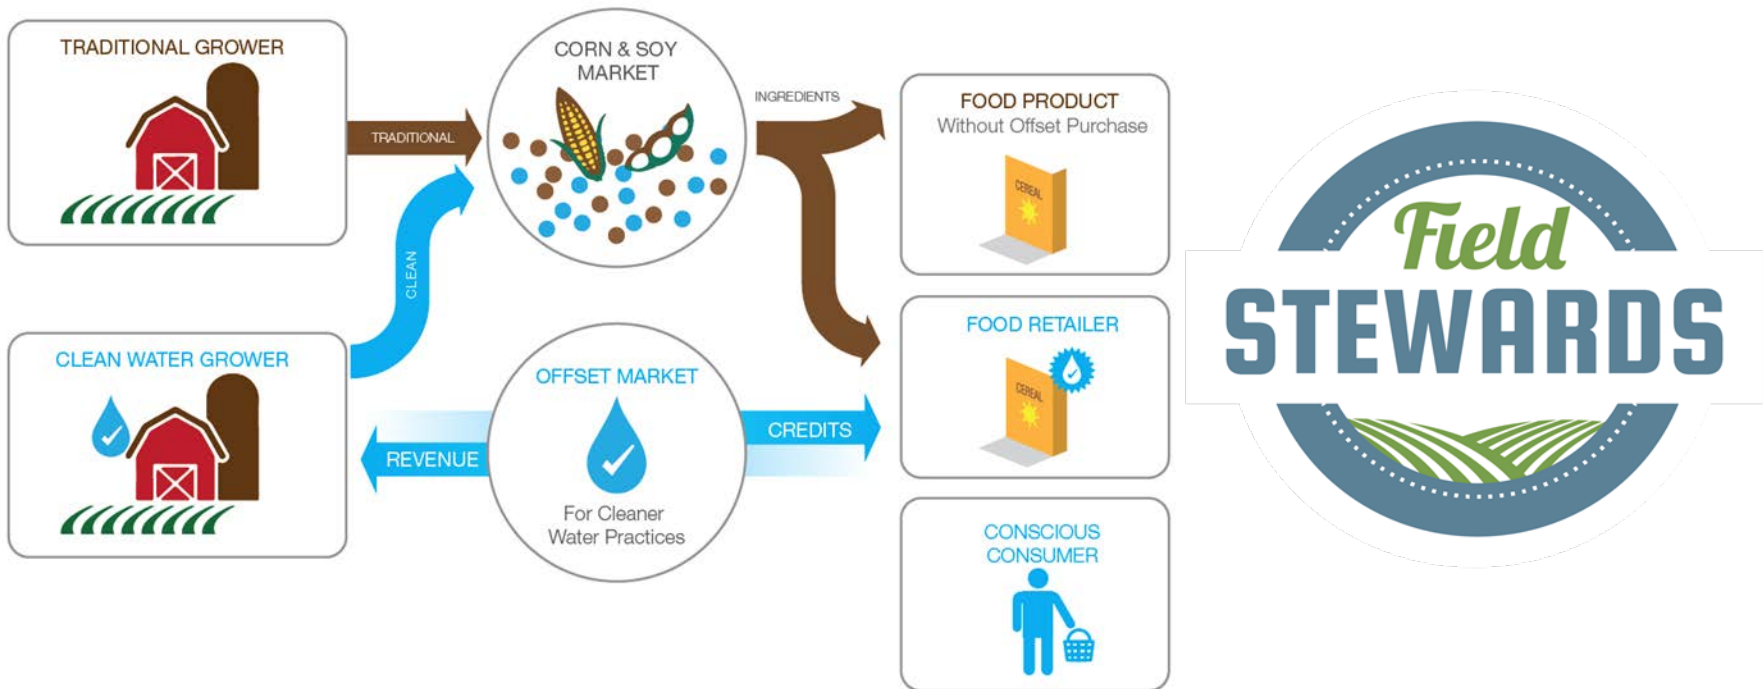 TRADITIONAL GROWER
TRADITIONAL
CORN & SOY
MARKET
INGREDIENTS
FOOD PRODUCT
Without Offset Purchase
CEREAL
CLEAN
CLEAN WATER GROWER
REVENUE
OFFSET MARKET
For Cleaner
Water Practices
CREDITS
FOOD RETAILER
CEREAL
CONSCIOUS
CONSUMER
Field
STEWARDS